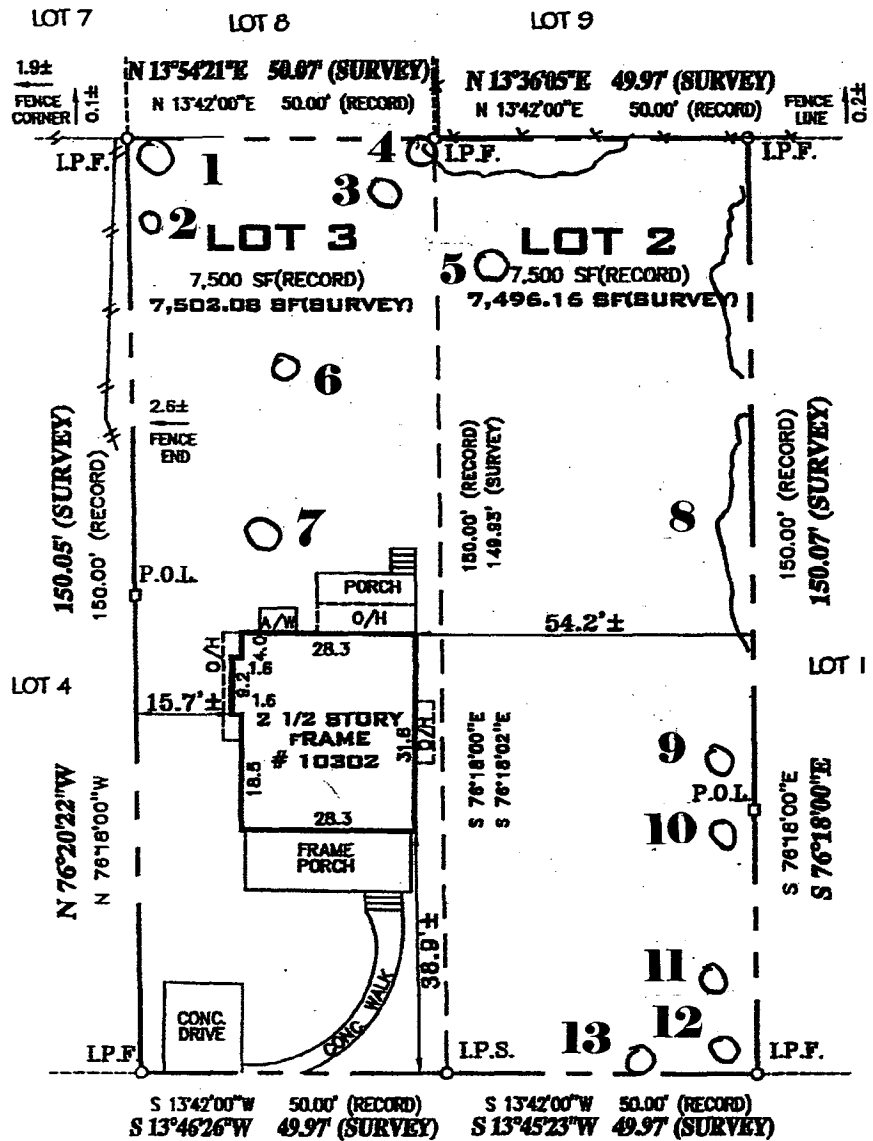 LOT 7
LOT 8
LOT 9
1.9±
FENCE
CORNER
0.1±
N 13°54'21"E 50.07' (SURVEY)
N 13°42'00"E 50.00' (RECORD)
N 13°36'05"E 49.97' (SURVEY)
N 13°42'00"E 50.00' (RECORD)
FENCE
LINE
0.2±
I.P.F.
1
4
I.P.F.
I.P.F.
3
2
LOT 3
7,500 SF(RECORD)
7,502.08 SF(SURVEY)
LOT 2
5
7,500 SF(RECORD)
7,496.16 SF(SURVEY)
6
2.6±
FENCE
END
150.05' (SURVEY)
150.00' (RECORD)
150.00' (RECORD)
149.93' (SURVEY)
8
150.00' (RECORD)
150.07' (SURVEY)
7
P.O.L.
PORCH
O/H
A/W
O/H
4.0
28.3
54.2'±
1.6
9.2
1.6
LOT 4
15.7'±
LOT 1
2 1/2 STORY
FRAME
# 10302
31.8
O/H
18.5
28.3
S 76°18'00"E
S 76°18'02"E
9
P.O.L.
10
N 76°20'22"W
N 76°18'00"W
S 76°18'00"E
S 76°18'00"E
FRAME
PORCH
38.9'±
CONC. WALK
CONC.
DRIVE
11
13
12
I.P.F.
I.P.S.
I.P.F.
S 13°42'00"W 50.00' (RECORD)
S 13°46'26"W 49.97' (SURVEY)
S 13°42'00"W 50.00' (RECORD)
S 13°45'23"W 49.97' (SURVEY)